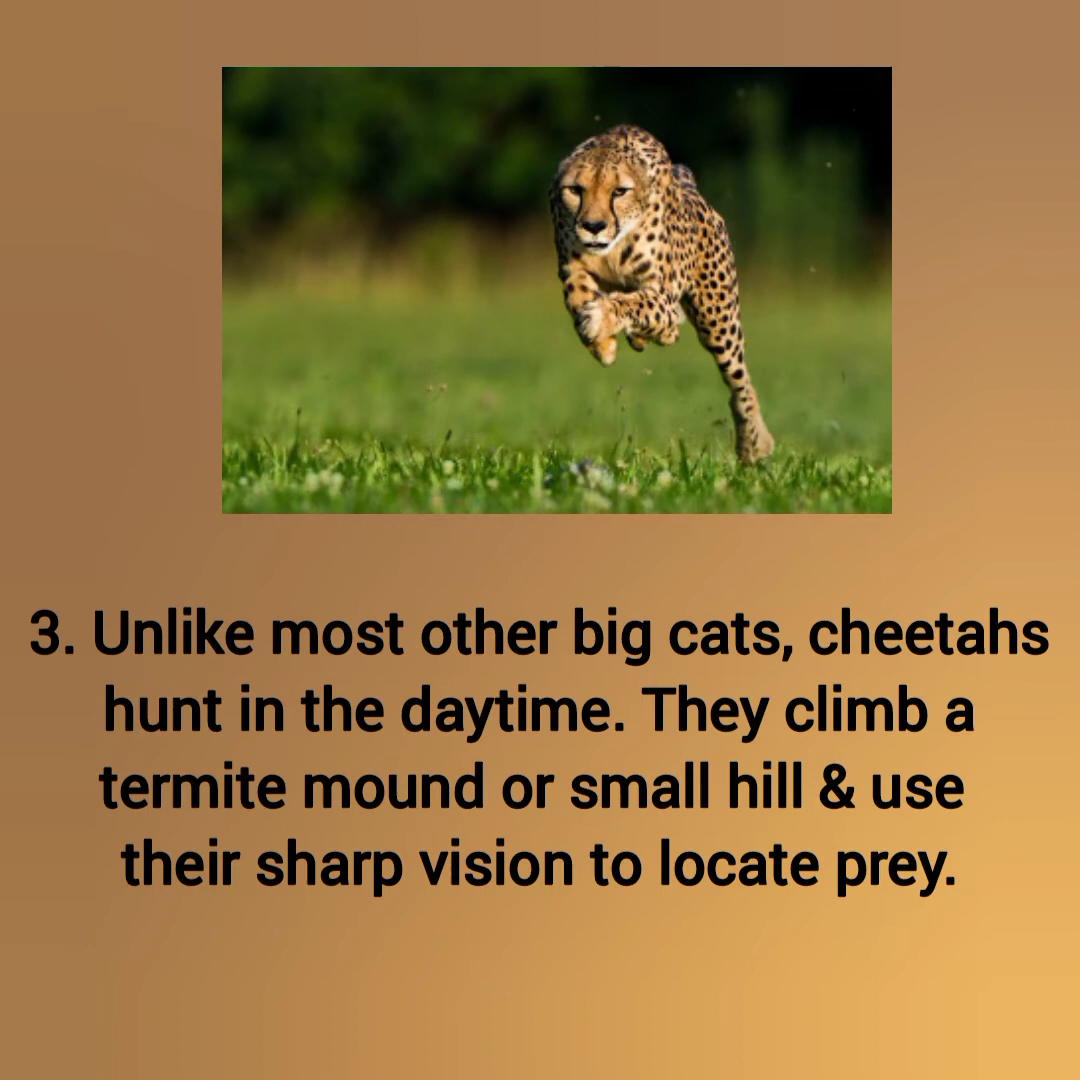 3. Unlike most other big cats, cheetahs
hunt in the daytime. They climb a
termite mound or small hill & use
their sharp vision to locate prey.